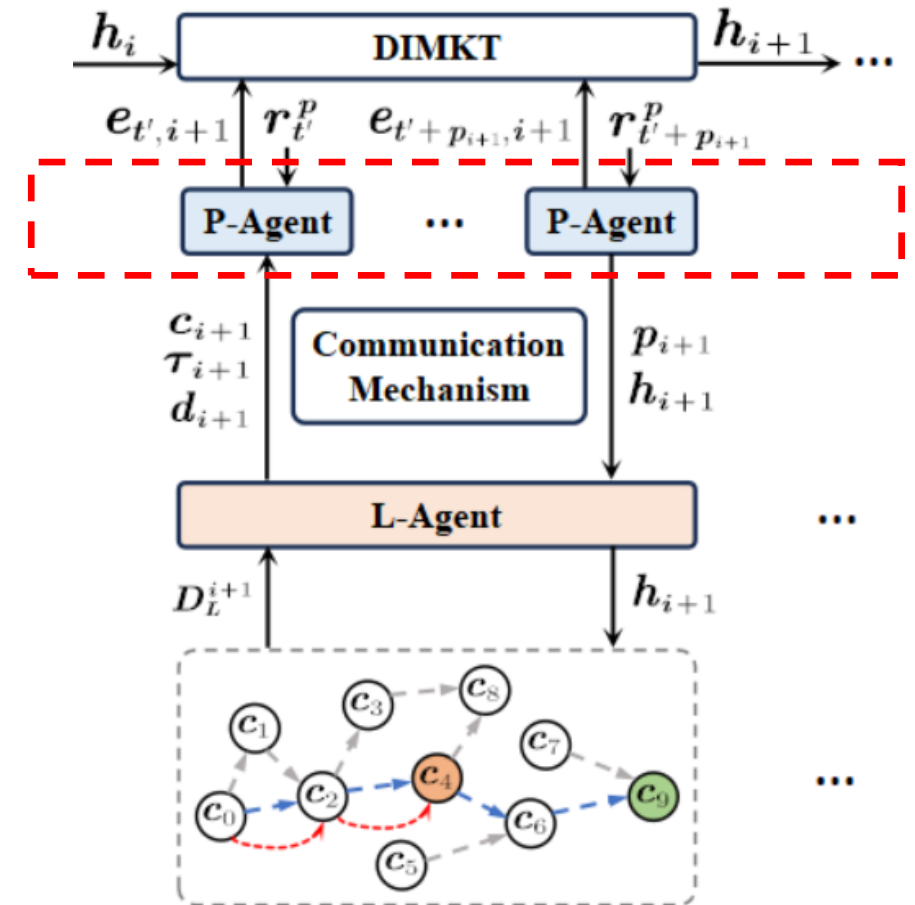 h_i DIMKT h_{i+1} ...
e_{t',i+1} r^p_{t'} e_{t'+p_{i+1},i+1} r^p_{t'+p_{i+1}}
P-Agent ... P-Agent
c_{i+1}
τ_{i+1}
d_{i+1}
Communication
Mechanism
p_{i+1}
h_{i+1}
L-Agent ...
D_L^{i+1} h_{i+1}
c_3 c_8
c_1 c_7
c_0 c_2 c_4 c_6 c_9 ...
c_5